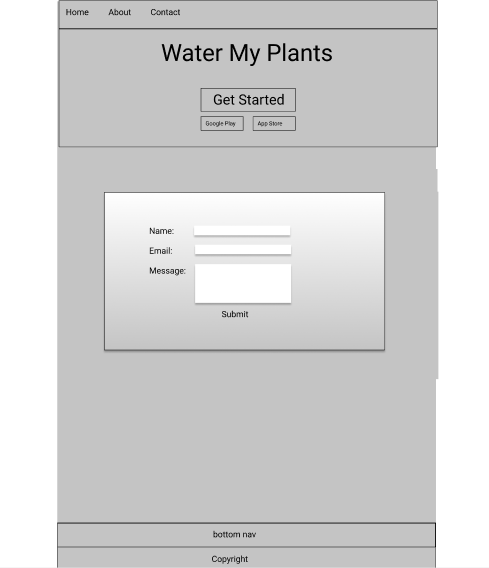 Home About Contact
Water My Plants
Get Started
Google Play App Store
Name:
Email:
Message:
Submit
bottom nav
Copyright